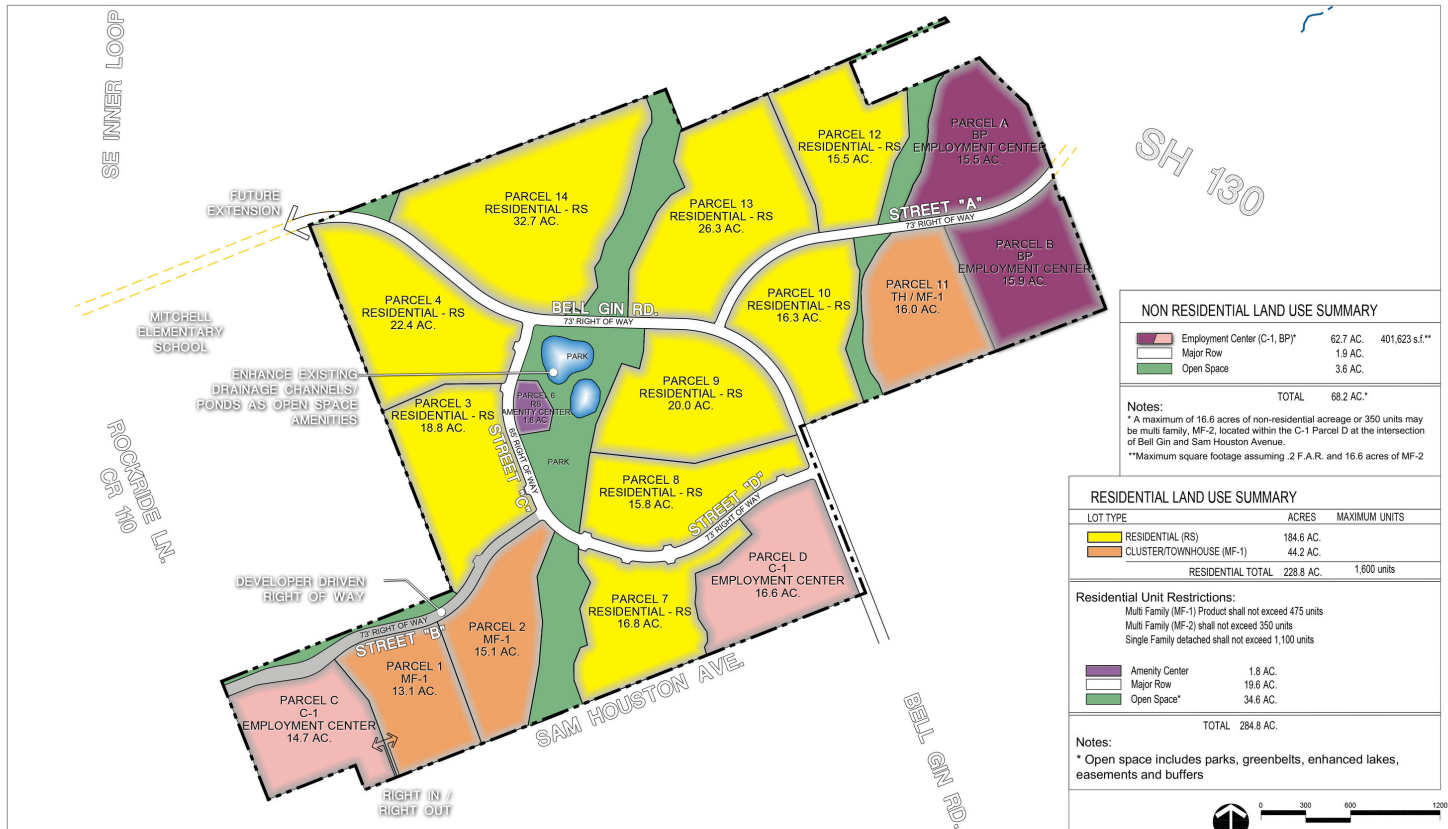 SE INNER LOOP
SH 130
FUTURE
EXTENSION
PARCEL 14
RESIDENTIAL - RS
32.7 AC.
PARCEL 13
RESIDENTIAL - RS
26.3 AC.
PARCEL 12
RESIDENTIAL - RS
15.5 AC.
PARCEL A
BP
EMPLOYMENT CENTER
15.5 AC.
STREET "A"
73' RIGHT OF WAY
PARCEL B
BP
EMPLOYMENT CENTER
15.9 AC.
PARCEL 11
TH / MF-1
16.0 AC.
PARCEL 10
RESIDENTIAL - RS
16.3 AC.
PARCEL 4
RESIDENTIAL - RS
22.4 AC.
BELL GIN RD.
73' RIGHT OF WAY
MITCHELL
ELEMENTARY
SCHOOL
ENHANCE EXISTING
DRAINAGE CHANNELS/
PONDS AS OPEN SPACE
AMENITIES
PARK
PARCEL 6
RS
AMENITY CENTER
1.8 AC.
PARK
PARCEL 9
RESIDENTIAL - RS
20.0 AC.
PARCEL 3
RESIDENTIAL - RS
18.8 AC.
STREET "C"
65' RIGHT OF WAY
PARCEL 8
RESIDENTIAL - RS
15.8 AC.
STREET "D"
73' RIGHT OF WAY
ROCKRIDE LN.
CR 110
DEVELOPER DRIVEN
RIGHT OF WAY
73' RIGHT OF WAY
STREET "B"
PARCEL D
C-1
EMPLOYMENT CENTER
16.6 AC.
PARCEL 7
RESIDENTIAL - RS
16.8 AC.
PARCEL 2
MF-1
15.1 AC.
PARCEL 1
MF-1
13.1 AC.
PARCEL C
C-1
EMPLOYMENT CENTER
14.7 AC.
SAM HOUSTON AVE.
BELL GIN RD.
RIGHT IN /
RIGHT OUT
NON RESIDENTIAL LAND USE SUMMARY
Employment Center (C-1, BP)* 62.7 AC. 401,623 s.f.**
Major Row 1.9 AC.
Open Space 3.6 AC.
TOTAL 68.2 AC.*
Notes:
* A maximum of 16.6 acres of non-residential acreage or 350 units may
be multi family, MF-2, located within the C-1 Parcel D at the intersection
of Bell Gin and Sam Houston Avenue.
**Maximum square footage assuming .2 F.A.R. and 16.6 acres of MF-2
RESIDENTIAL LAND USE SUMMARY
LOT TYPE ACRES MAXIMUM UNITS
RESIDENTIAL (RS) 184.6 AC.
CLUSTER/TOWNHOUSE (MF-1) 44.2 AC.
RESIDENTIAL TOTAL 228.8 AC. 1,600 units
Residential Unit Restrictions:
Multi Family (MF-1) Product shall not exceed 475 units
Multi Family (MF-2) shall not exceed 350 units
Single Family detached shall not exceed 1,100 units
Amenity Center 1.8 AC.
Major Row 19.6 AC.
Open Space* 34.6 AC.
TOTAL 284.8 AC.
Notes:
* Open space includes parks, greenbelts, enhanced lakes,
easements and buffers
0 300 600 1200